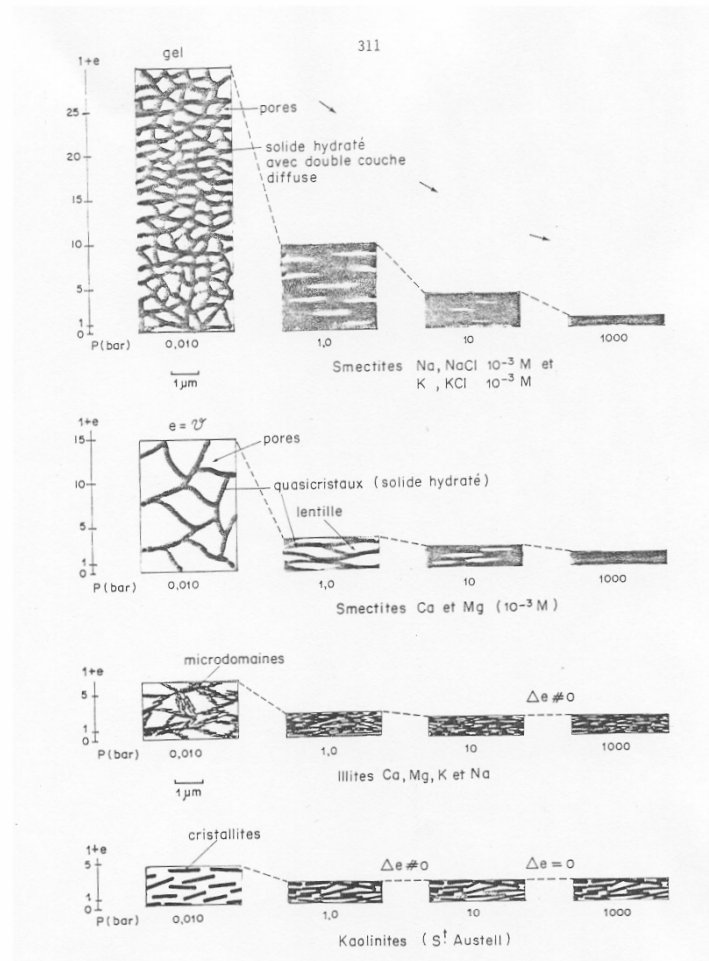 311
gel
1+e
pores
25
solide hydraté
avec double couche
diffuse
20
15
10
5
1
0
P(bar)
0,010
1,0
10
1000
1 µm
Smectites Na, NaCl 10⁻³ M et
K, KCl 10⁻³ M
1+e
e = 𝒱
15
pores
quasicristaux (solide hydraté)
10
lentille
5
1
0
P(bar)
0,010
1,0
10
1000
Smectites Ca et Mg (10⁻³M)
microdomaines
1+e
5
Δe≠0
1
0
P(bar)
0,010
1,0
10
1000
1 µm
Illites Ca, Mg, K et Na
cristallites
1+e
5
Δe≠0
Δe=0
1
0
P(bar)
0,010
1,0
10
1000
Kaolinites (Sᵗ Austell)